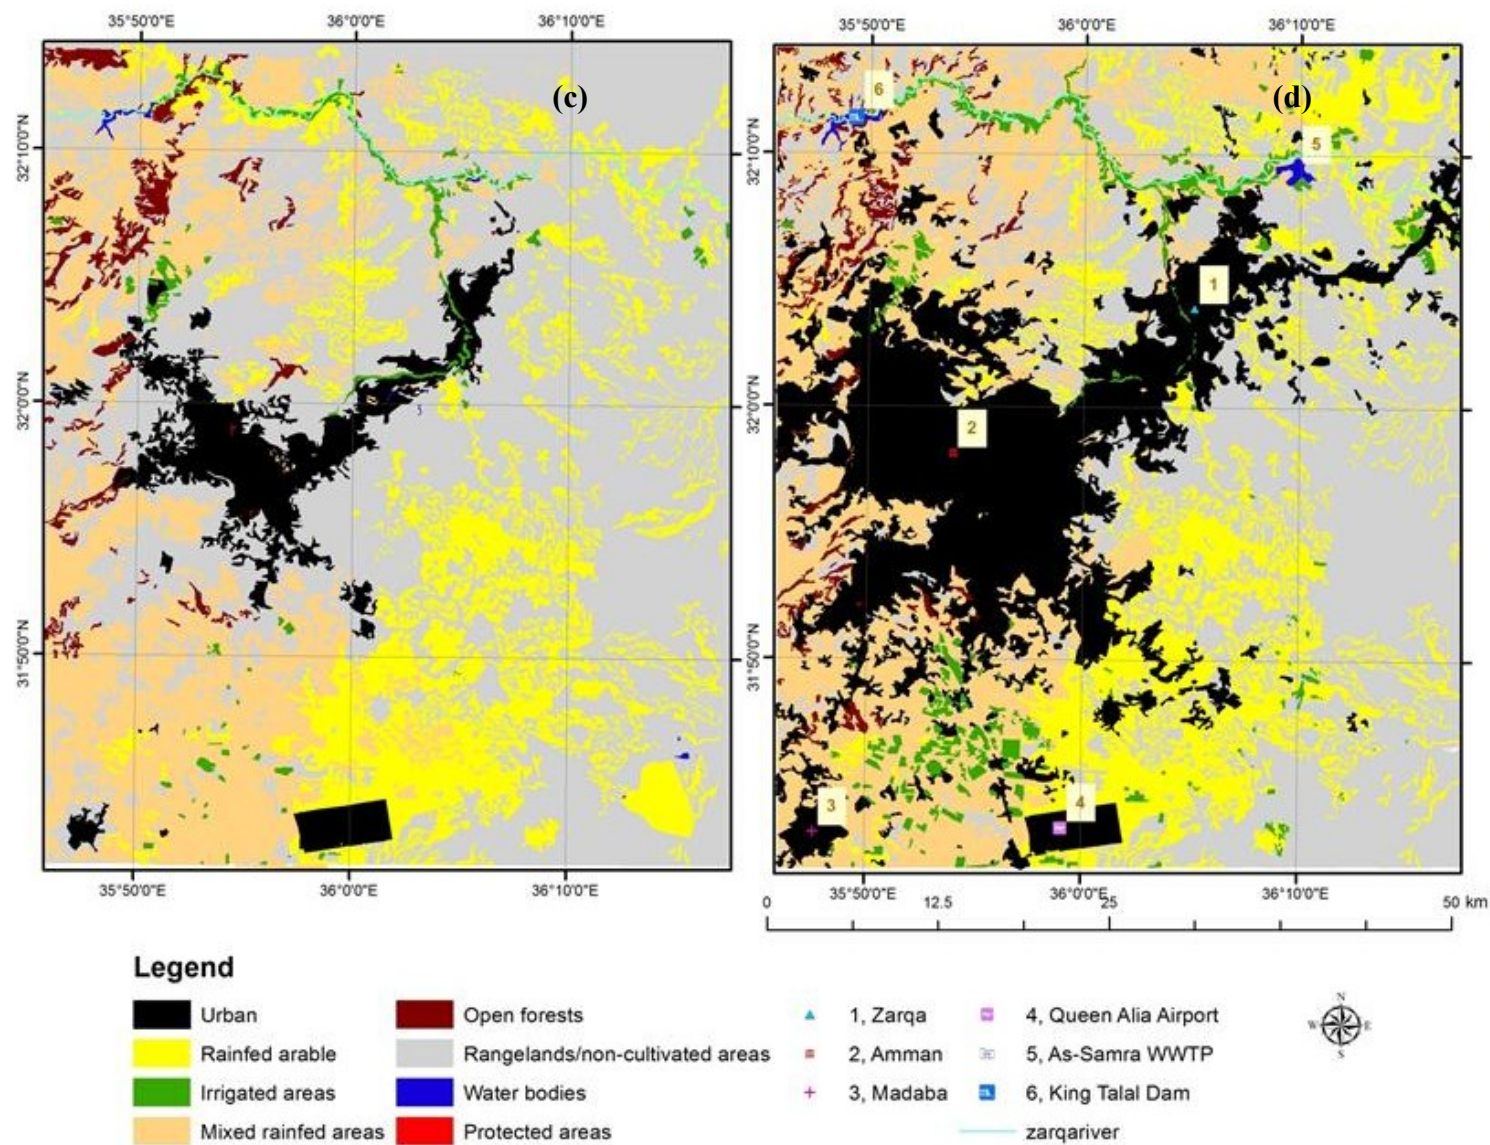 35°50'0"E 36°0'0"E 36°10'0"E
35°50'0"E 36°0'0"E 36°10'0"E
(c)
(d)
6
5
32°10'0"N
32°10'0"N
1
32°0'0"N
32°0'0"N
2
31°50'0"N
31°50'0"N
3
4
35°50'0"E 36°0'0"E 36°10'0"E
35°50'0"E 36°0'0"E 36°10'0"E
0 12.5 25 50 km
Legend
Urban
Rainfed arable
Irrigated areas
Mixed rainfed areas
Open forests
Rangelands/non-cultivated areas
Water bodies
Protected areas
1, Zarqa
2, Amman
3, Madaba
4, Queen Alia Airport
5, As-Samra WWTP
6, King Talal Dam
zarqariver
N
W E
S